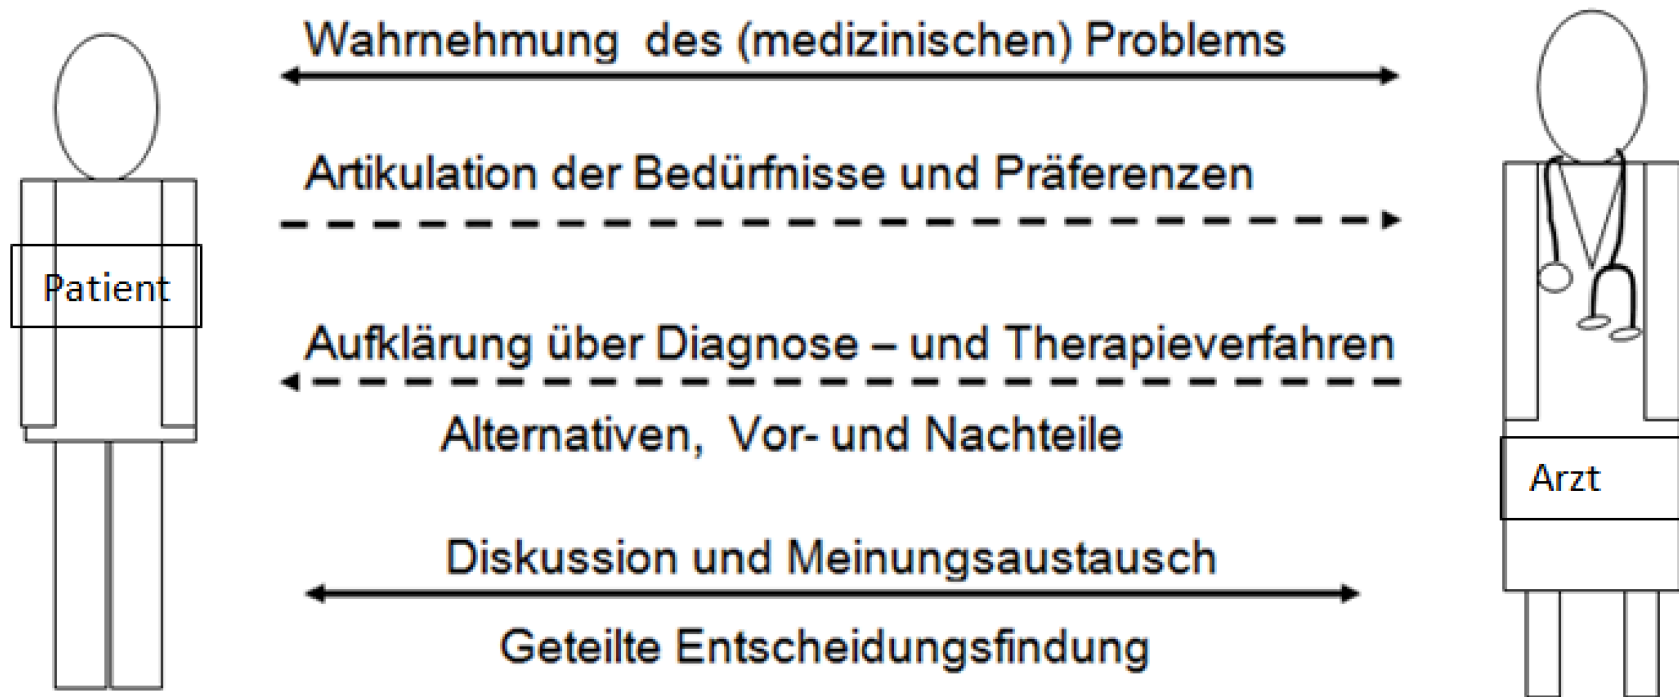 Wahrnehmung des (medizinischen) Problems
Artikulation der Bedürfnisse und Präferenzen
Patient
Aufklärung über Diagnose – und Therapieverfahren
Alternativen, Vor- und Nachteile
Arzt
Diskussion und Meinungsaustausch
Geteilte Entscheidungsfindung